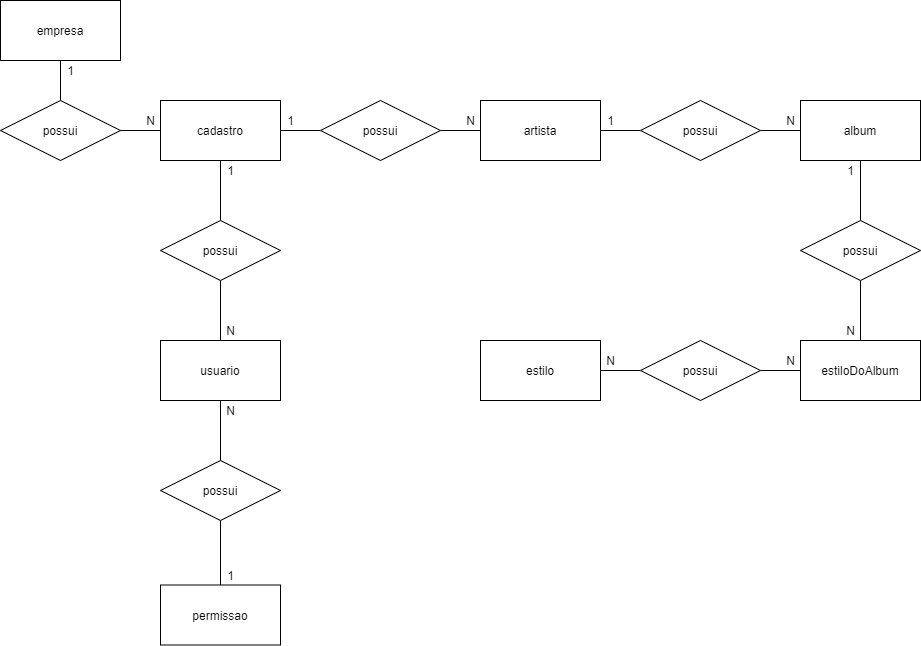 empresa
1
possui
N
cadastro
1
possui
N
artista
1
possui
N
album
1
1
possui
possui
N
N
usuario
estilo
N
possui
N
estiloDoAlbum
N
possui
1
permissao